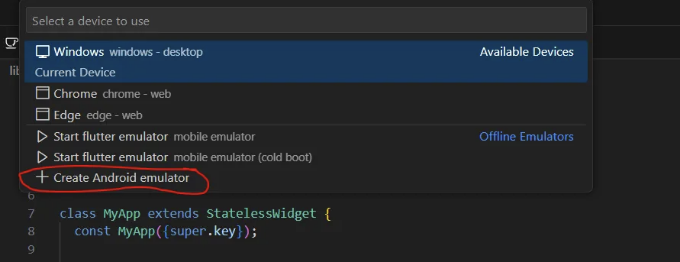 Select a device to use
Windows windows - desktop Available Devices
Current Device
Chrome chrome - web
Edge edge - web
Start flutter emulator mobile emulator Offline Emulators
Start flutter emulator mobile emulator (cold boot)
Create Android emulator
6
7 class MyApp extends StatelessWidget {
8 const MyApp({super.key});
9